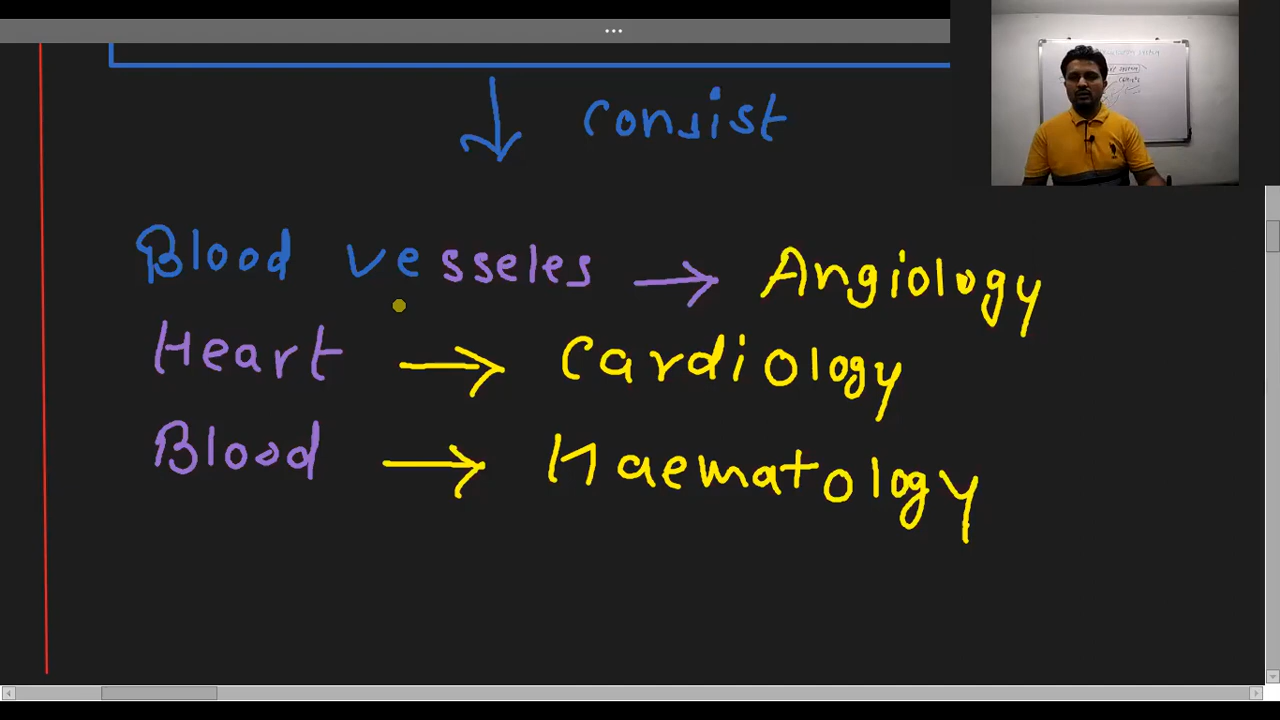 ↓ consist
Blood vesseles → Angiology
Heart → Cardiology
Blood → Haematology